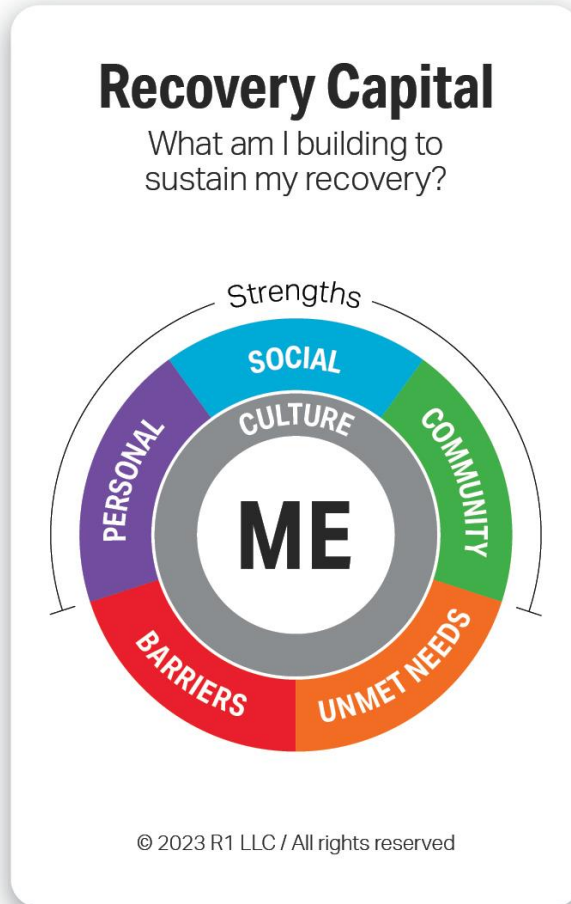 Recovery Capital
What am I building to
sustain my recovery?
Strengths
SOCIAL
PERSONAL
COMMUNITY
CULTURE
ME
BARRIERS
UNMET NEEDS
© 2023 R1 LLC / All rights reserved